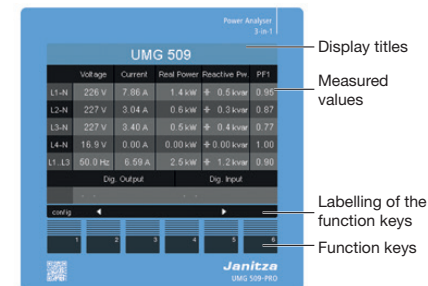 Power Analyser
3-in-1
UMG 509
Display titles
Voltage Current Real Power Reactive Pw. PF1
Measured
values
L1-N 226 V 7.86 A 1.4 kW 0.5 kvar 0.95
L2-N 227 V 3.04 A 0.6 kW 0.3 kvar 0.87
L3-N 227 V 3.40 A 0.5 kW 0.4 kvar 0.77
L4-N 16.9 V 0.00 A 0.00 kW 0.00 kvar 1.00
L1..L3 50.0 Hz 6.59 A 2.5 kW 1.2 kvar 0.90
Dig. Output Dig. Input
config
Labelling of the
function keys
1 2 3 4 5 6
Function keys
Janitza
UMG 509-PRO